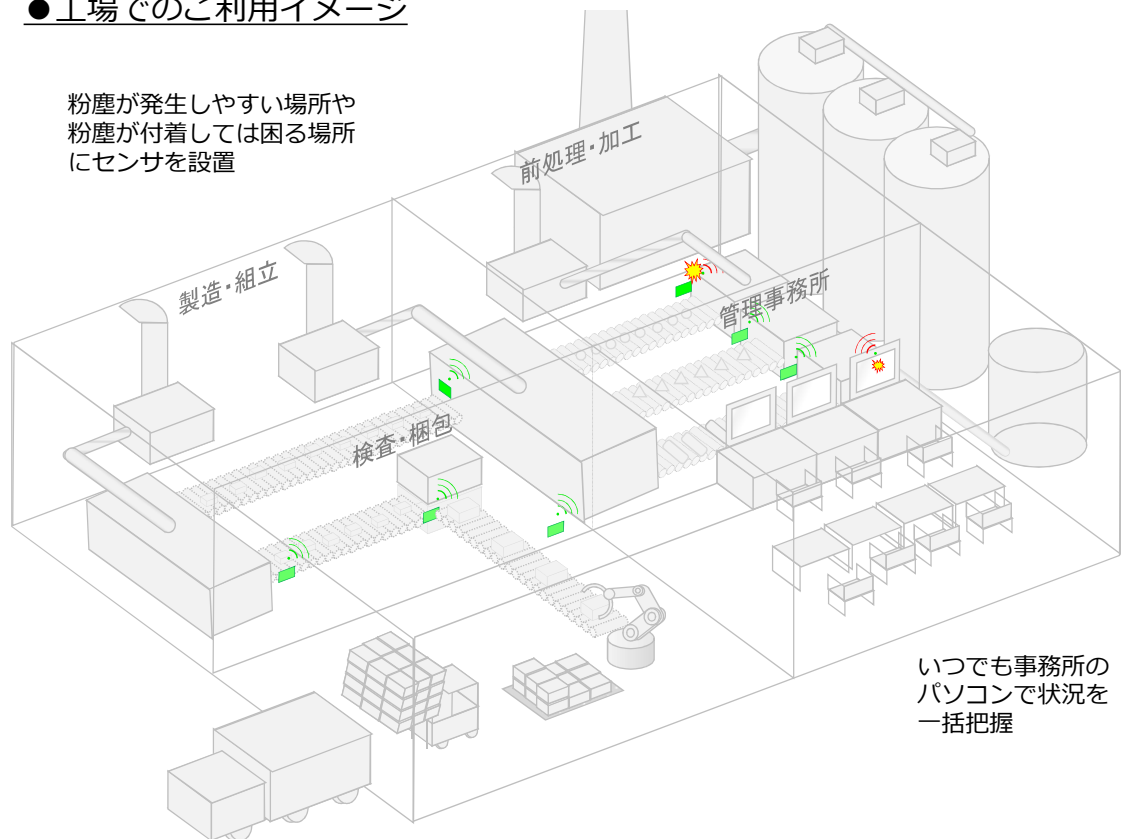 ●工場でのご利用イメージ
粉塵が発生しやすい場所や
粉塵が付着しては困る場所
にセンサを設置
前処理・加工
製造・組立
管理事務所
検査・梱包
いつでも事務所の
パソコンで状況を
一括把握